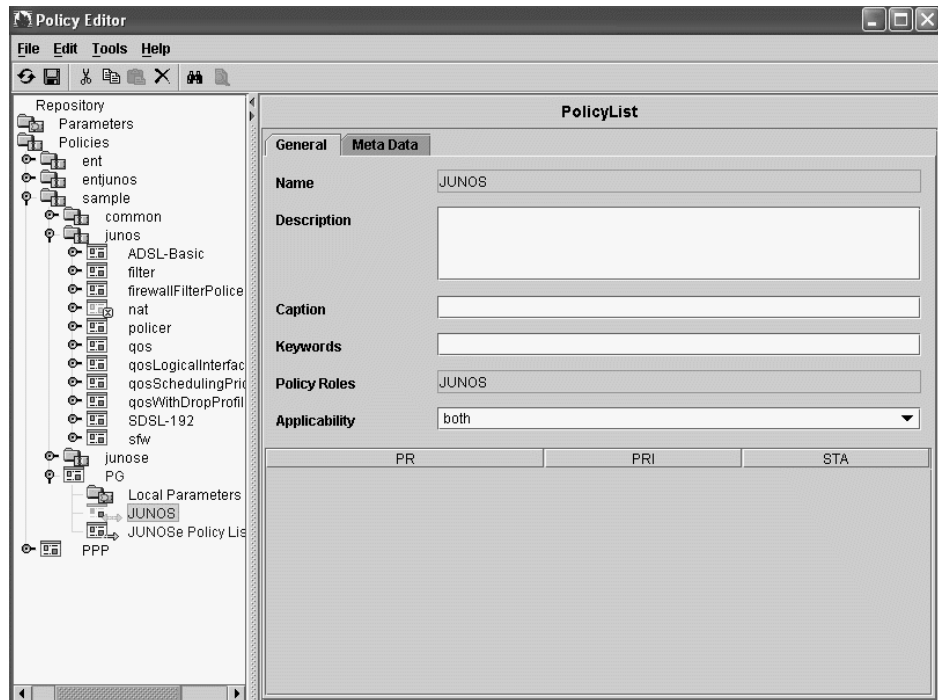 Policy Editor
File Edit Tools Help
Repository
Parameters
Policies
ent
entjunos
sample
common
junos
ADSL-Basic
filter
firewallFilterPolice
nat
policer
qos
qosLogicalInterfac
qosSchedulingPric
qosWithDropProfil
SDSL-192
sfw
junose
PG
Local Parameters
JUNOS
JUNOSe Policy Lis
PPP
PolicyList
General Meta Data
Name JUNOS
Description
Caption
Keywords
Policy Roles JUNOS
Applicability both
PR PRI STA